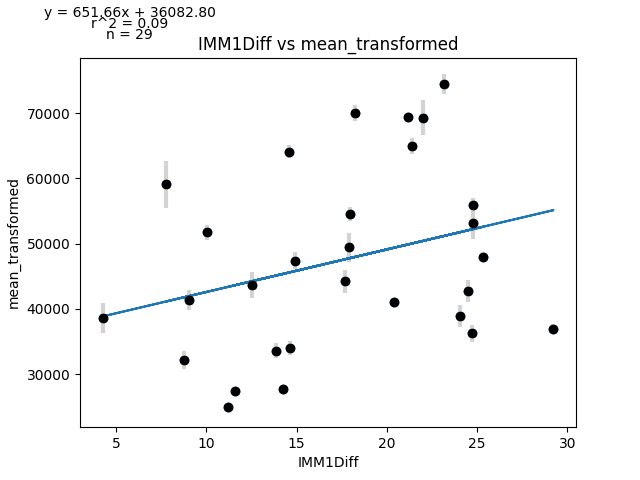 y = 651.66x + 36082.80
r^2 = 0.09
n = 29
IMM1Diff vs mean_transformed
mean_transformed
70000
60000
50000
40000
30000
5 10 15 20 25 30
IMM1Diff